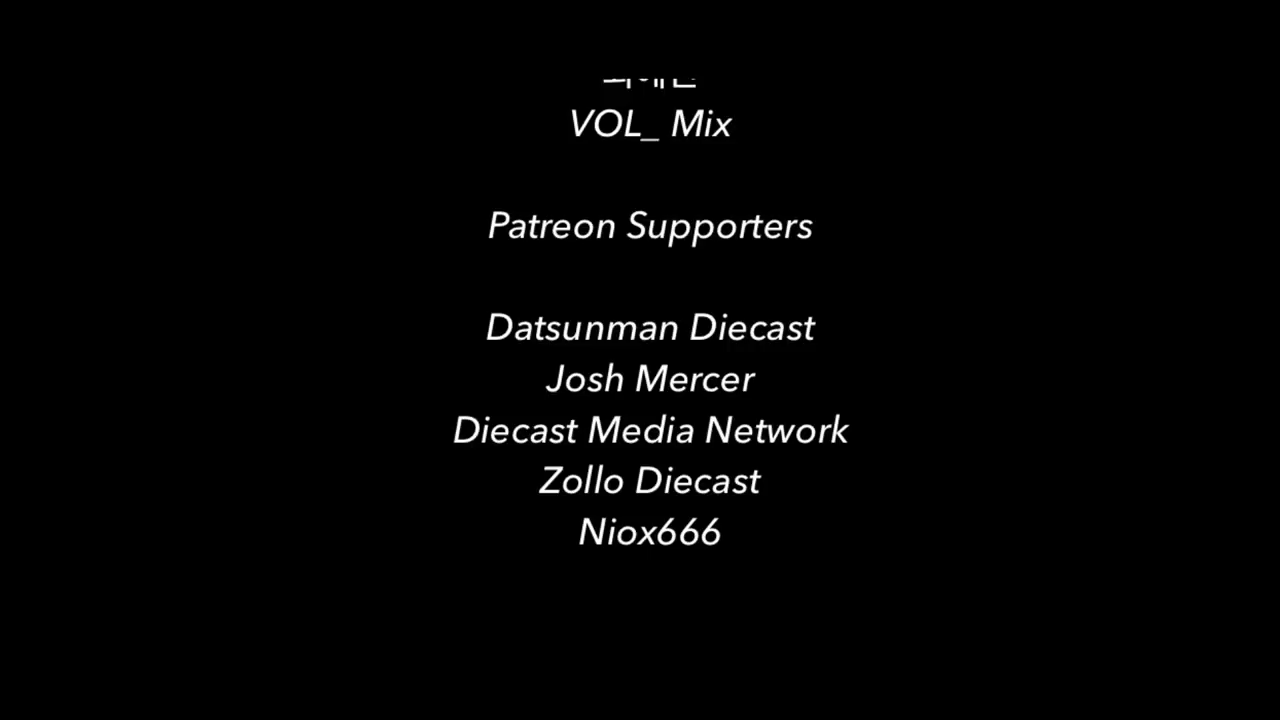 VOL_ Mix
Patreon Supporters
Datsunman Diecast
Josh Mercer
Diecast Media Network
Zollo Diecast
Niox666